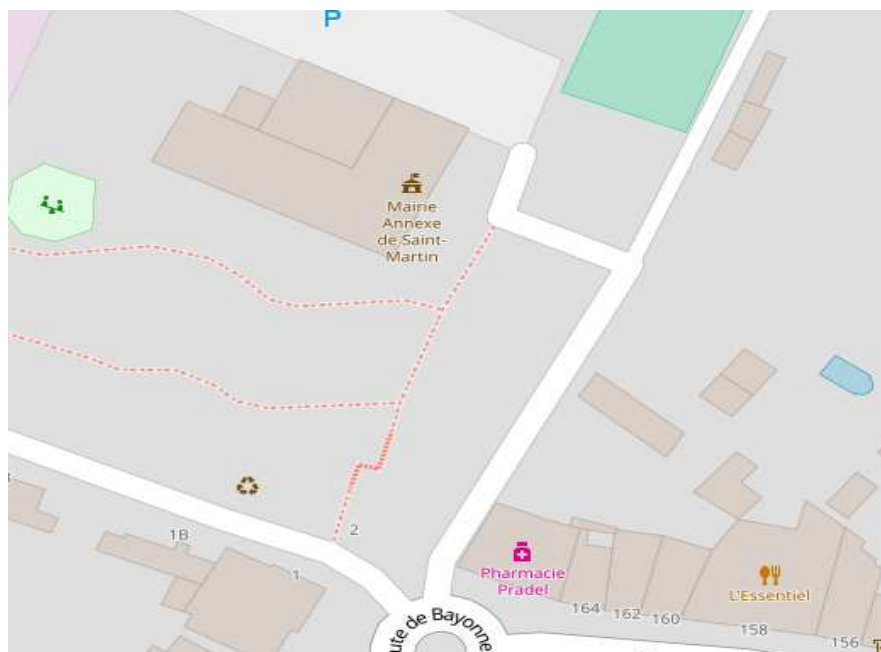 P
Mairie
Annexe
de Saint-
Martin
2
1B
1
Pharmacie
Pradel
L'Essentiel
164
162
160
158
156
ute de Bayonne